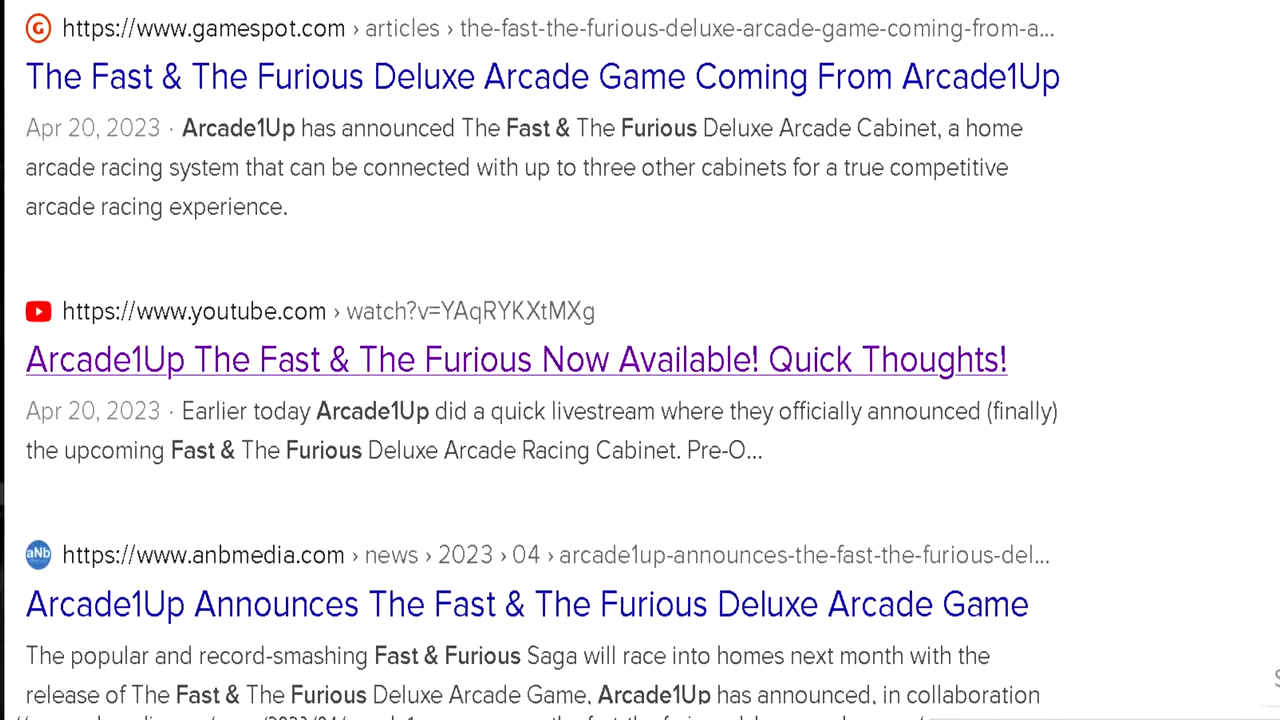 https://www.gamespot.com › articles › the-fast-the-furious-deluxe-arcade-game-coming-from-a...
The Fast & The Furious Deluxe Arcade Game Coming From Arcade1Up
Apr 20, 2023 · Arcade1Up has announced The Fast & The Furious Deluxe Arcade Cabinet, a home
arcade racing system that can be connected with up to three other cabinets for a true competitive
arcade racing experience.
https://www.youtube.com › watch?v=YAqRYKXtMXg
Arcade1Up The Fast & The Furious Now Available! Quick Thoughts!
Apr 20, 2023 · Earlier today Arcade1Up did a quick livestream where they officially announced (finally)
the upcoming Fast & The Furious Deluxe Arcade Racing Cabinet. Pre-O...
aNb https://www.anbmedia.com › news › 2023 › 04 › arcade1up-announces-the-fast-the-furious-del...
Arcade1Up Announces The Fast & The Furious Deluxe Arcade Game
The popular and record-smashing Fast & Furious Saga will race into homes next month with the
release of The Fast & The Furious Deluxe Arcade Game, Arcade1Up has announced, in collaboration